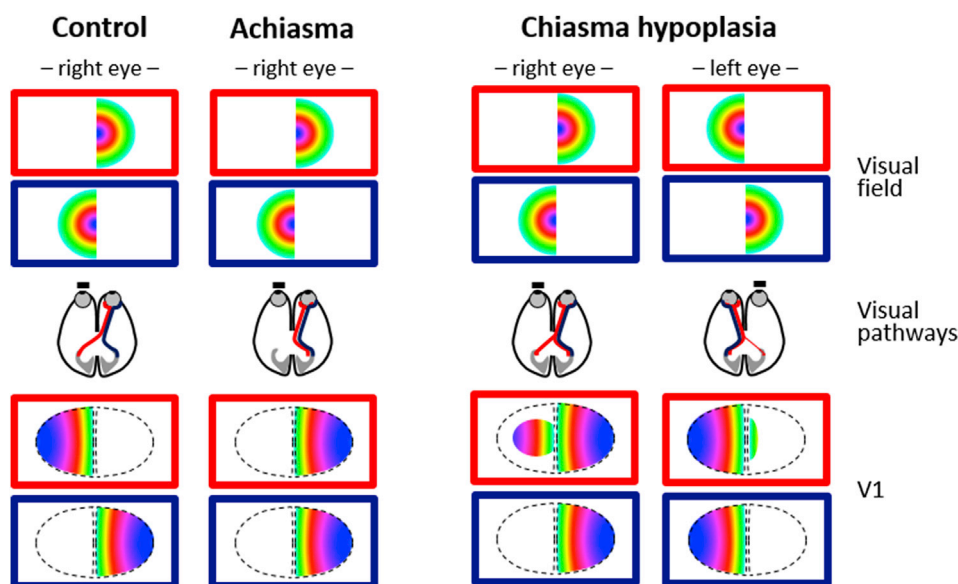 Control
Achiasma
Chiasma hypoplasia
– right eye –
– right eye –
– right eye –
– left eye –
Visual
field
Visual
pathways
V1